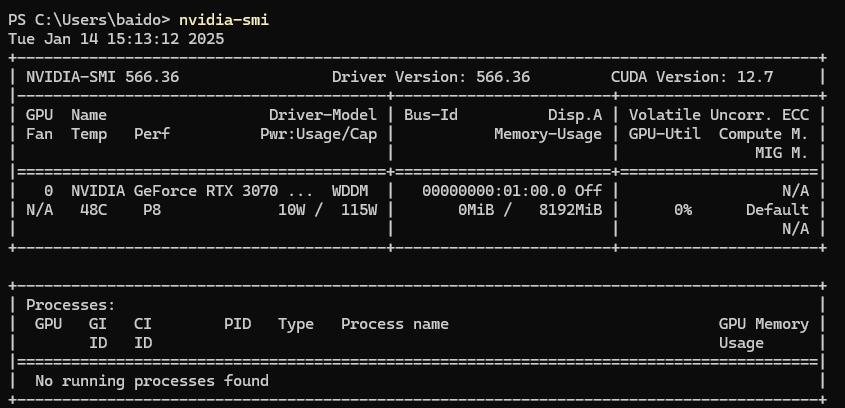 PS C:\Users\baido> nvidia-smi
Tue Jan 14 15:13:12 2025
+-----------------------------------------------------------------------------------------+
| NVIDIA-SMI 566.36                 Driver Version: 566.36         CUDA Version: 12.7     |
|-----------------------------------------+------------------------+----------------------+
| GPU  Name                  Driver-Model | Bus-Id          Disp.A | Volatile Uncorr. ECC |
| Fan  Temp   Perf          Pwr:Usage/Cap |           Memory-Usage | GPU-Util  Compute M. |
|                                         |                        |               MIG M. |
|=========================================+========================+======================|
|   0  NVIDIA GeForce RTX 3070 ...  WDDM  |   00000000:01:00.0 Off |                  N/A |
| N/A   48C    P8             10W /  115W |       0MiB /   8192MiB |      0%      Default |
|                                         |                        |                  N/A |
+-----------------------------------------+------------------------+----------------------+

+-----------------------------------------------------------------------------------------+
| Processes:                                                                              |
|  GPU   GI   CI        PID   Type   Process name                              GPU Memory |
|        ID   ID                                                               Usage      |
|=========================================================================================|
|  No running processes found                                                             |
+-----------------------------------------------------------------------------------------+